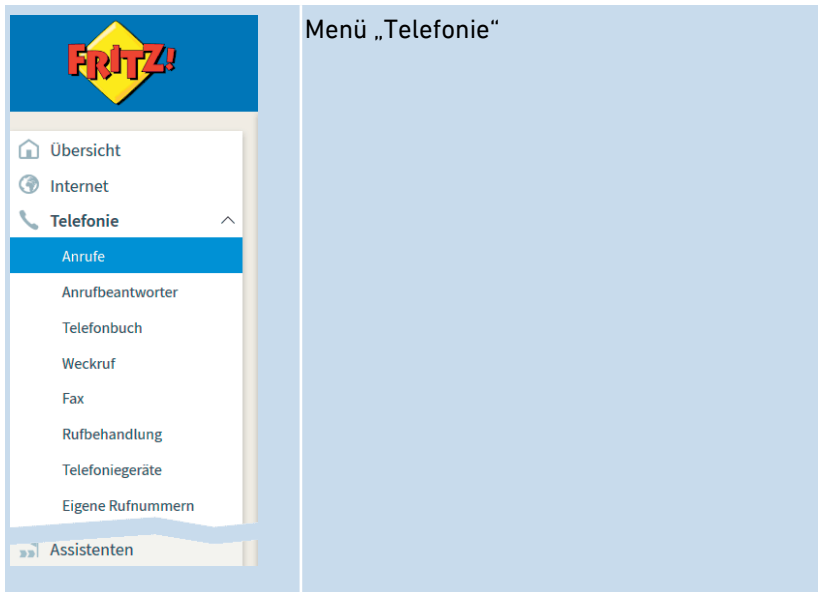 FRITZ!
Menü „Telefonie“
Übersicht
Internet
Telefonie
Anrufe
Anrufbeantworter
Telefonbuch
Weckruf
Fax
Rufbehandlung
Telefoniegeräte
Eigene Rufnummern
Assistenten